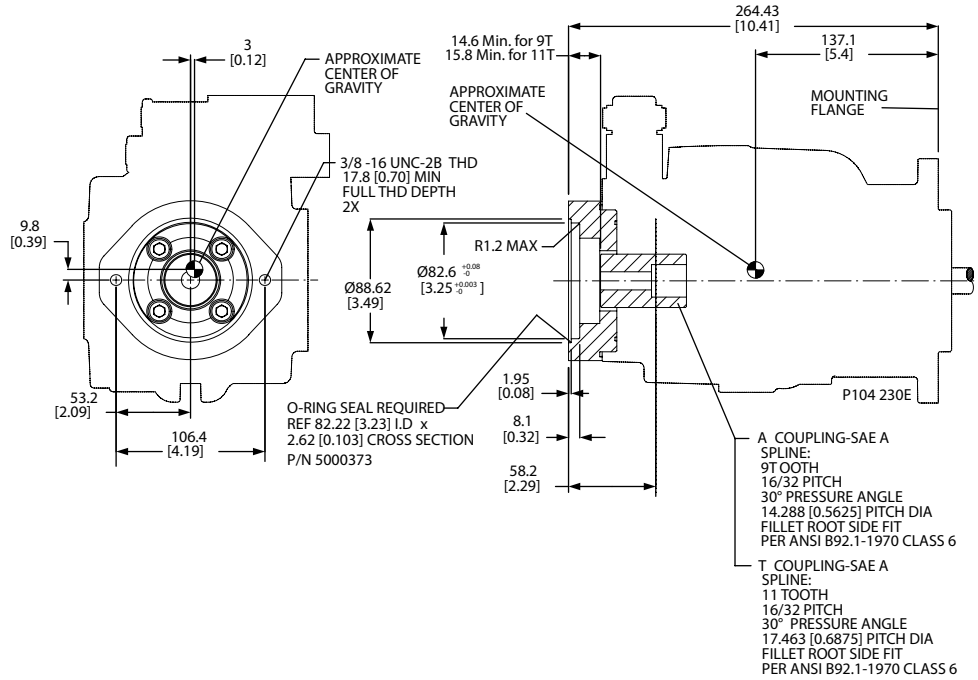 264.43
[10.41]
3
[0.12]
14.6 Min. for 9T
15.8 Min. for 11T
137.1
[5.4]
APPROXIMATE
CENTER OF
GRAVITY
APPROXIMATE
CENTER OF
GRAVITY
MOUNTING
FLANGE
3/8 -16 UNC-2B THD
17.8 [0.70] MIN
FULL THD DEPTH
2X
9.8
[0.39]
R1.2 MAX
Ø82.6 +0.08 -0
[3.25 +0.003 -0 ]
Ø88.62
[3.49]
53.2
[2.09]
106.4
[4.19]
O-RING SEAL REQUIRED
REF 82.22 [3.23] I.D x
2.62 [0.103] CROSS SECTION
P/N 5000373
1.95
[0.08]
8.1
[0.32]
58.2
[2.29]
P104 230E
A COUPLING-SAE A
SPLINE:
9T OOTH
16/32 PITCH
30° PRESSURE ANGLE
14.288 [0.5625] PITCH DIA
FILLET ROOT SIDE FIT
PER ANSI B92.1-1970 CLASS 6
T COUPLING-SAE A
SPLINE:
11 TOOTH
16/32 PITCH
30° PRESSURE ANGLE
17.463 [0.6875] PITCH DIA
FILLET ROOT SIDE FIT
PER ANSI B92.1-1970 CLASS 6